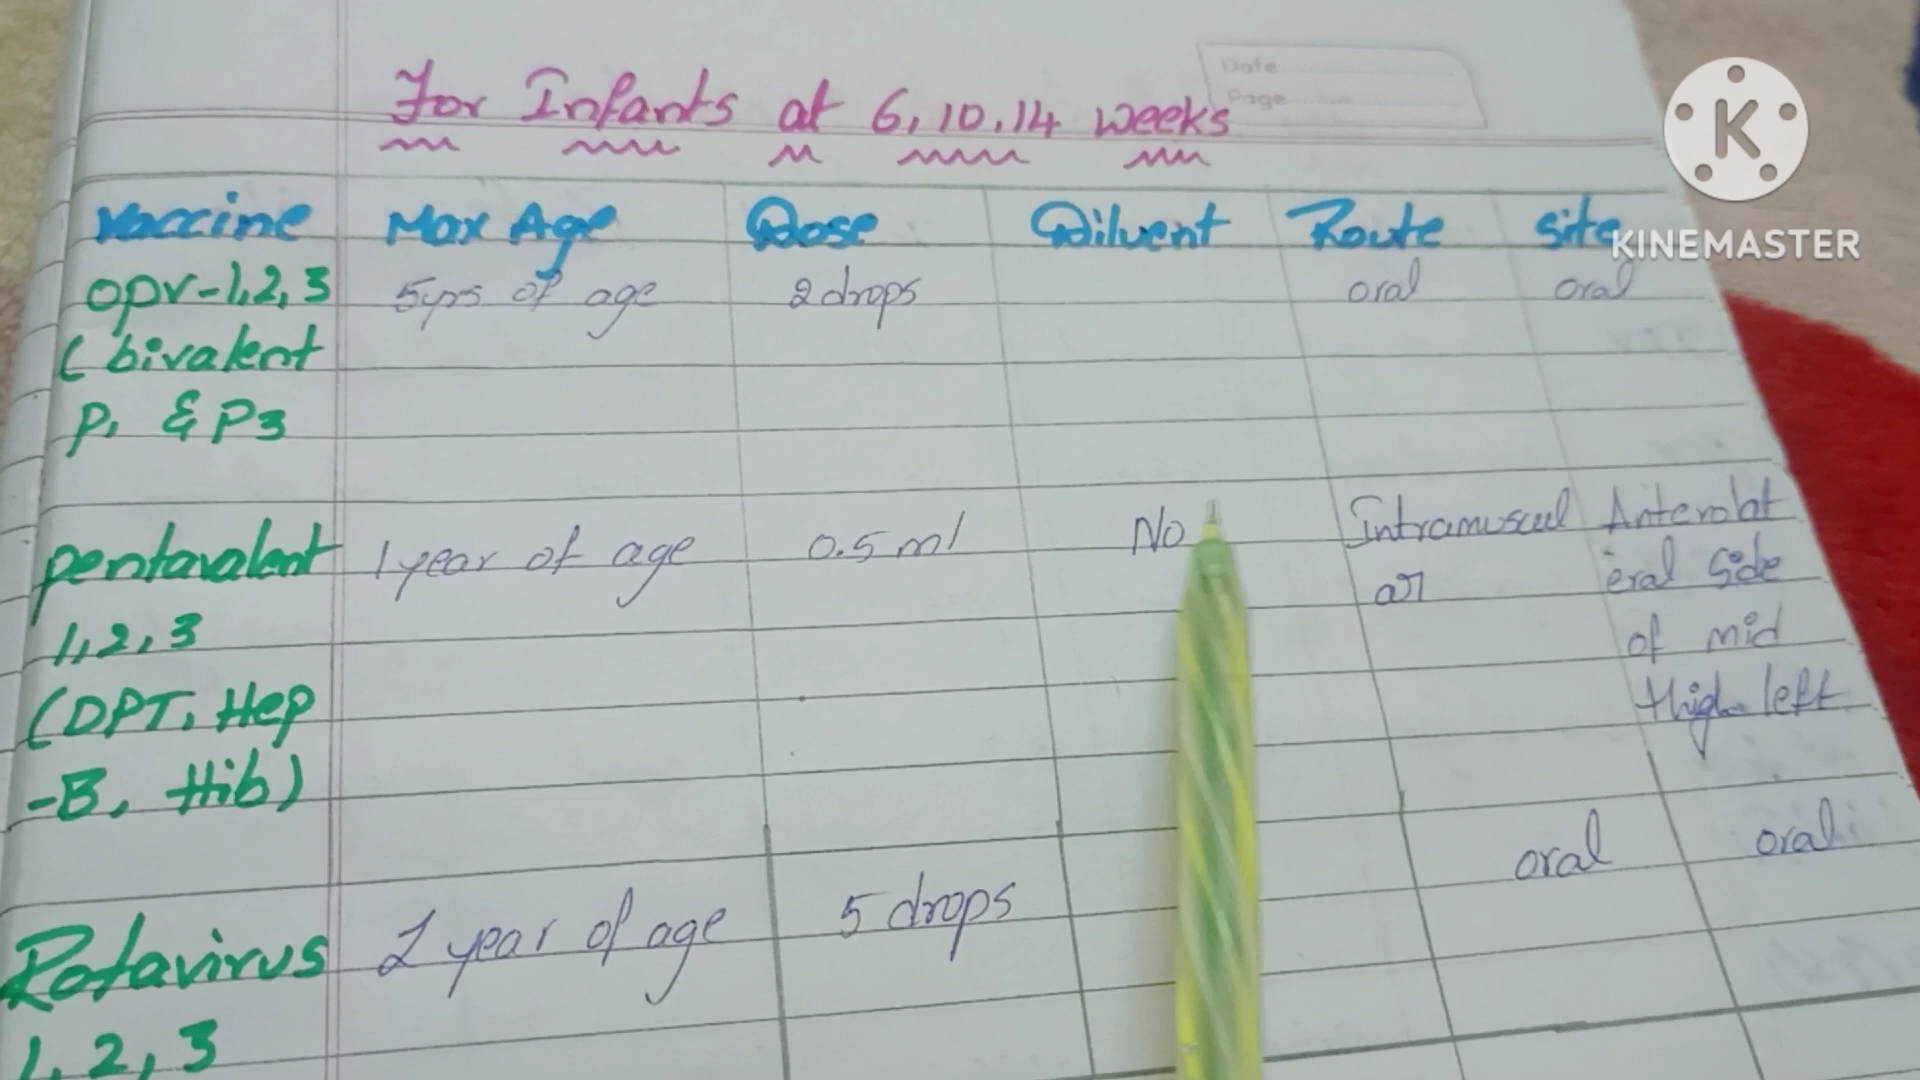 Date
Page
For Infants at 6, 10, 14 weeks
Vaccine Max Age Dose Diluent Route Site
KINEMASTER
OPV-1, 2, 3 5yrs of age 2 drops oral oral
(bivalent
P1 & P3
Pentavalent 1 year of age 0.5 ml No Intramuscul Anterolat
ar eral side
1, 2, 3 of mid
(DPT, Hep thigh left
-B, Hib)
Rotavirus 1 year of age 5 drops oral oral
1, 2, 3